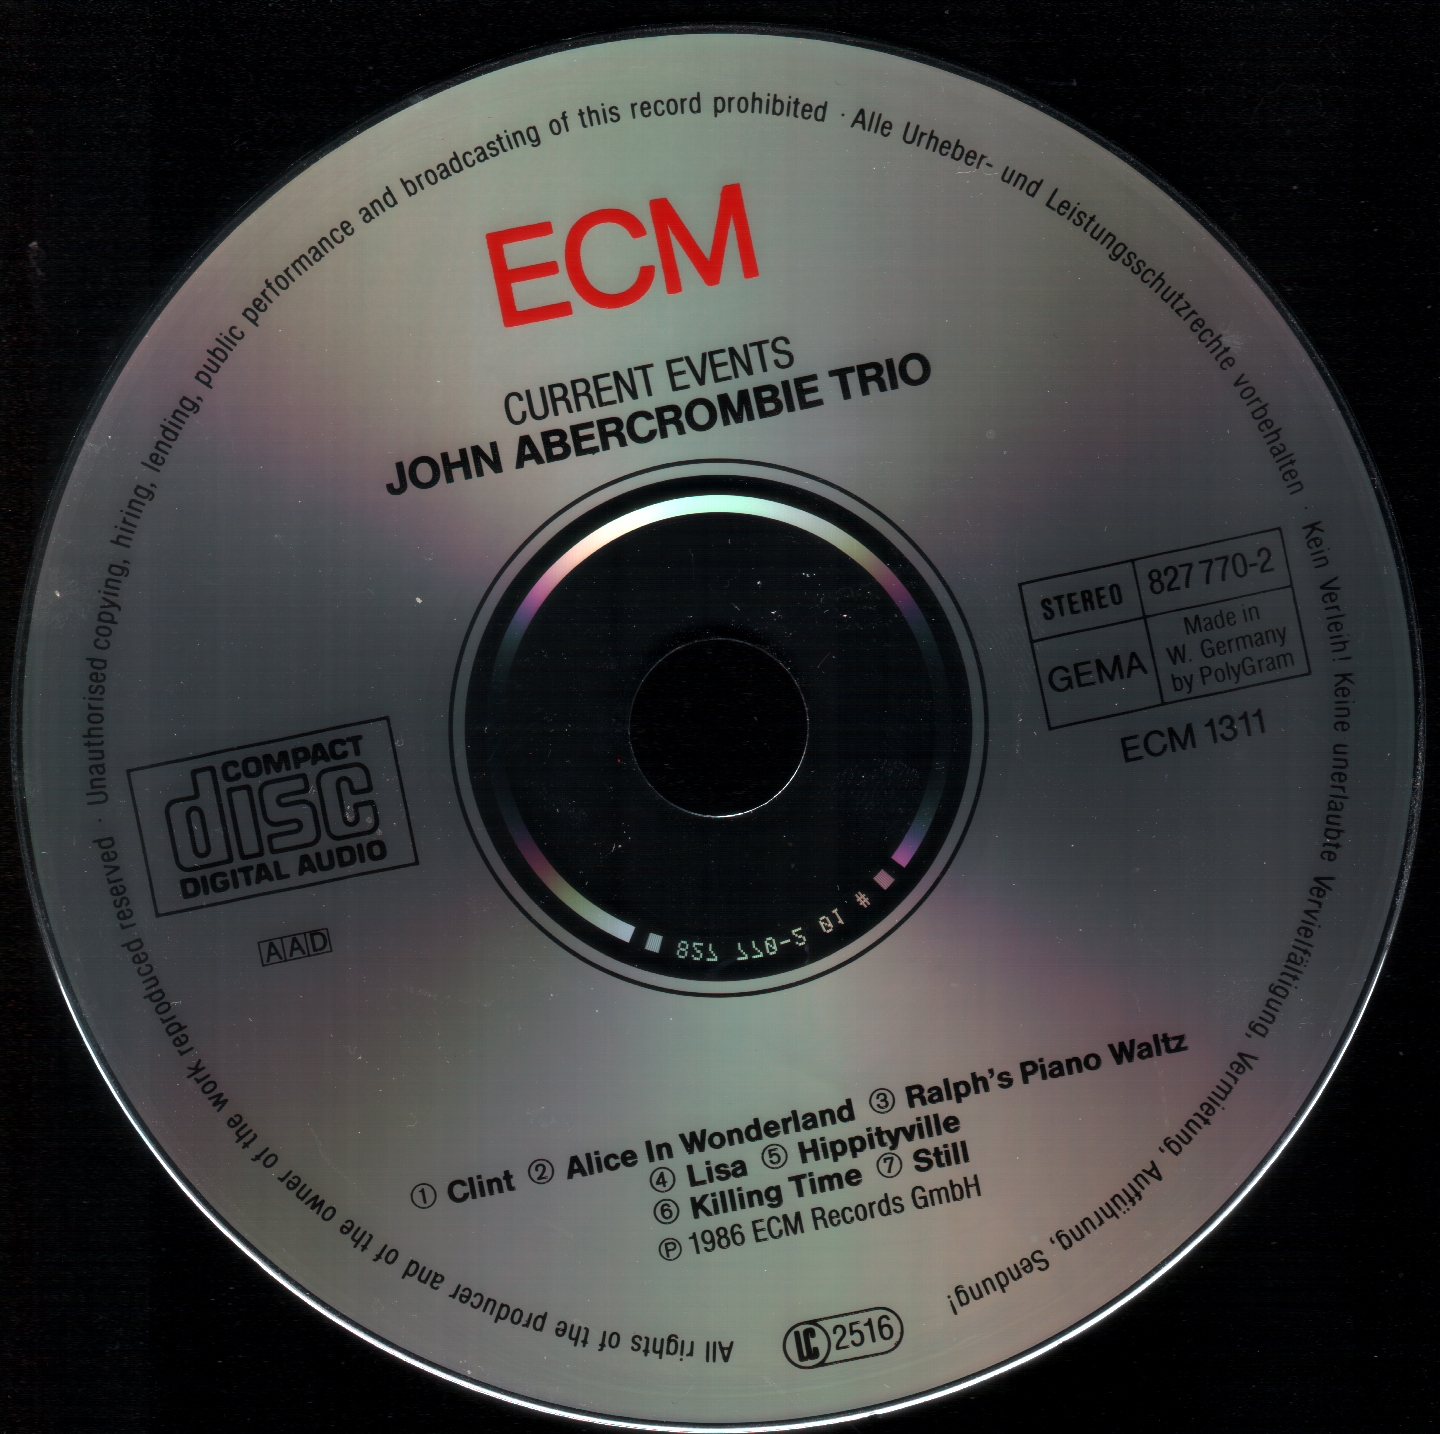 ECM
CURRENT EVENTS
JOHN ABERCROMBIE TRIO
STEREO
827 770-2
GEMA
Made in
W. Germany
by PolyGram
ECM 1311
COMPACT
disc
DIGITAL AUDIO
AAD
827 770-2 01 #
① Clint ② Alice In Wonderland ③ Ralph's Piano Waltz
④ Lisa ⑤ Hippityville
⑥ Killing Time ⑦ Still
℗ 1986 ECM Records GmbH
LC 2516
All rights of the producer and of the owner of the work reproduced reserved · Unauthorised copying, hiring, lending, public performance and broadcasting of this record prohibited · Alle Urheber- und Leistungsschutzrechte vorbehalten · Kein Verleih! Keine unerlaubte Vervielfältigung, Vermietung, Aufführung, Sendung!